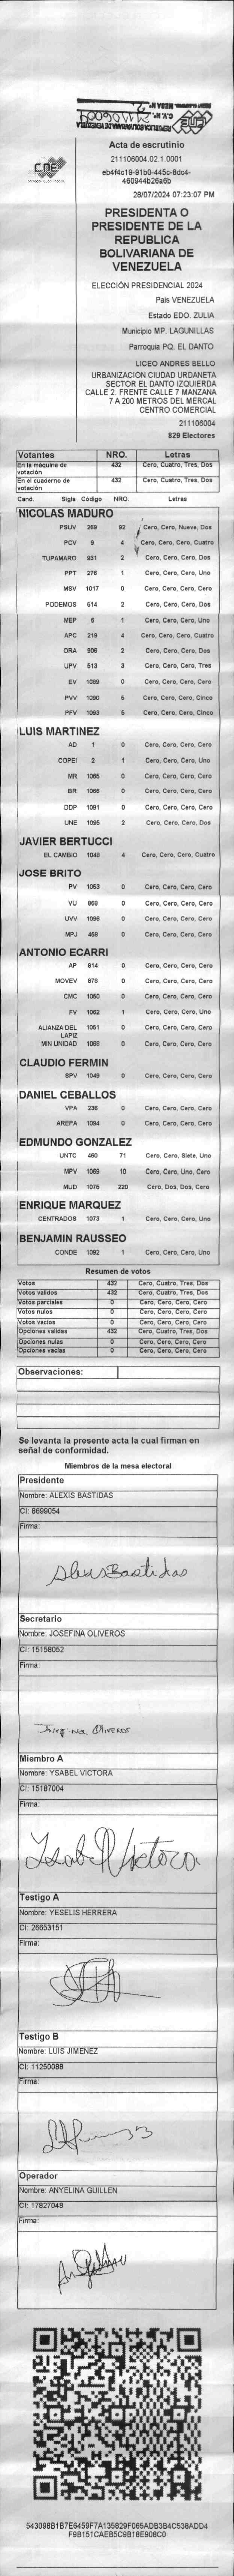 CNE
Acta de escrutinio
211106004.02.1.0001
eb4f4c19-91b0-445c-8dc4-
460944b26a6b
28/07/2024 07:23:07 PM
PRESIDENTA O
PRESIDENTE DE LA
REPUBLICA
BOLIVARIANA DE
VENEZUELA
ELECCIÓN PRESIDENCIAL 2024
Pais VENEZUELA
Estado EDO. ZULIA
Municipio MP. LAGUNILLAS
Parroquia PQ. EL DANTO
LICEO ANDRES BELLO
URBANIZACION CIUDAD URDANETA
SECTOR EL DANTO IZQUIERDA
CALLE 2. FRENTE CALLE 7 MANZANA
7 A 200 METROS DEL MERCAL
CENTRO COMERCIAL
211106004
829 Electores
Votantes NRO. Letras
En la máquina de votación 432 Cero, Cuatro, Tres, Dos
En el cuaderno de votación 432 Cero, Cuatro, Tres, Dos
Cand. Sigla Código NRO. Letras
NICOLAS MADURO
PSUV 269 92 Cero, Cero, Nueve, Dos
PCV 9 4 Cero, Cero, Cero, Cuatro
TUPAMARO 931 2 Cero, Cero, Cero, Dos
PPT 276 1 Cero, Cero, Cero, Uno
MSV 1017 0 Cero, Cero, Cero, Cero
PODEMOS 514 2 Cero, Cero, Cero, Dos
MEP 6 1 Cero, Cero, Cero, Uno
APC 219 4 Cero, Cero, Cero, Cuatro
ORA 906 2 Cero, Cero, Cero, Dos
UPV 513 3 Cero, Cero, Cero, Tres
EV 1089 0 Cero, Cero, Cero, Cero
PVV 1090 5 Cero, Cero, Cero, Cinco
PFV 1093 5 Cero, Cero, Cero, Cinco
LUIS MARTINEZ
AD 1 0 Cero, Cero, Cero, Cero
COPEI 2 1 Cero, Cero, Cero, Uno
MR 1065 0 Cero, Cero, Cero, Cero
BR 1066 0 Cero, Cero, Cero, Cero
DDP 1091 0 Cero, Cero, Cero, Cero
UNE 1095 2 Cero, Cero, Cero, Dos
JAVIER BERTUCCI
EL CAMBIO 1048 4 Cero, Cero, Cero, Cuatro
JOSE BRITO
PV 1053 0 Cero, Cero, Cero, Cero
VU 968 0 Cero, Cero, Cero, Cero
UVV 1096 0 Cero, Cero, Cero, Cero
MPJ 458 0 Cero, Cero, Cero, Cero
ANTONIO ECARRI
AP 814 0 Cero, Cero, Cero, Cero
MOVEV 878 0 Cero, Cero, Cero, Cero
CMC 1050 0 Cero, Cero, Cero, Cero
FV 1062 1 Cero, Cero, Cero, Uno
ALIANZA DEL LAPIZ 1051 0 Cero, Cero, Cero, Cero
MIN UNIDAD 1088 0 Cero, Cero, Cero, Cero
CLAUDIO FERMIN
SPV 1049 0 Cero, Cero, Cero, Cero
DANIEL CEBALLOS
VPA 236 0 Cero, Cero, Cero, Cero
AREPA 1094 0 Cero, Cero, Cero, Cero
EDMUNDO GONZALEZ
UNTC 460 71 Cero, Cero, Siete, Uno
MPV 1069 10 Cero, Cero, Uno, Cero
MUD 1075 220 Cero, Dos, Dos, Cero
ENRIQUE MARQUEZ
CENTRADOS 1073 1 Cero, Cero, Cero, Uno
BENJAMIN RAUSSEO
CONDE 1092 1 Cero, Cero, Cero, Uno
Resumen de votos
Votos 432 Cero, Cuatro, Tres, Dos
Votos validos 432 Cero, Cuatro, Tres, Dos
Votos parciales 0 Cero, Cero, Cero, Cero
Votos nulos 0 Cero, Cero, Cero, Cero
Votos vacios 0 Cero, Cero, Cero, Cero
Opciones validas 432 Cero, Cuatro, Tres, Dos
Opciones nulas 0 Cero, Cero, Cero, Cero
Opciones vacias 0 Cero, Cero, Cero, Cero
Observaciones:
Se levanta la presente acta la cual firman en
señal de conformidad.
Miembros de la mesa electoral
Presidente
Nombre: ALEXIS BASTIDAS
CI: 8699054
Firma:
Alexis Bastidas
Secretario
Nombre: JOSEFINA OLIVEROS
CI: 15158052
Firma:
Josefina Oliveros
Miembro A
Nombre: YSABEL VICTORA
CI: 15187004
Firma:
Ysabel Victora
Testigo A
Nombre: YESELIS HERRERA
CI: 26653151
Firma:
Testigo B
Nombre: LUIS JIMENEZ
CI: 11250088
Firma:
Operador
Nombre: ANYELINA GUILLEN
CI: 17827048
Firma:
543098B1B7E6459F7A135829F065ADB3B4C538ADD4
F9B151CAEB5C9B18E908C0